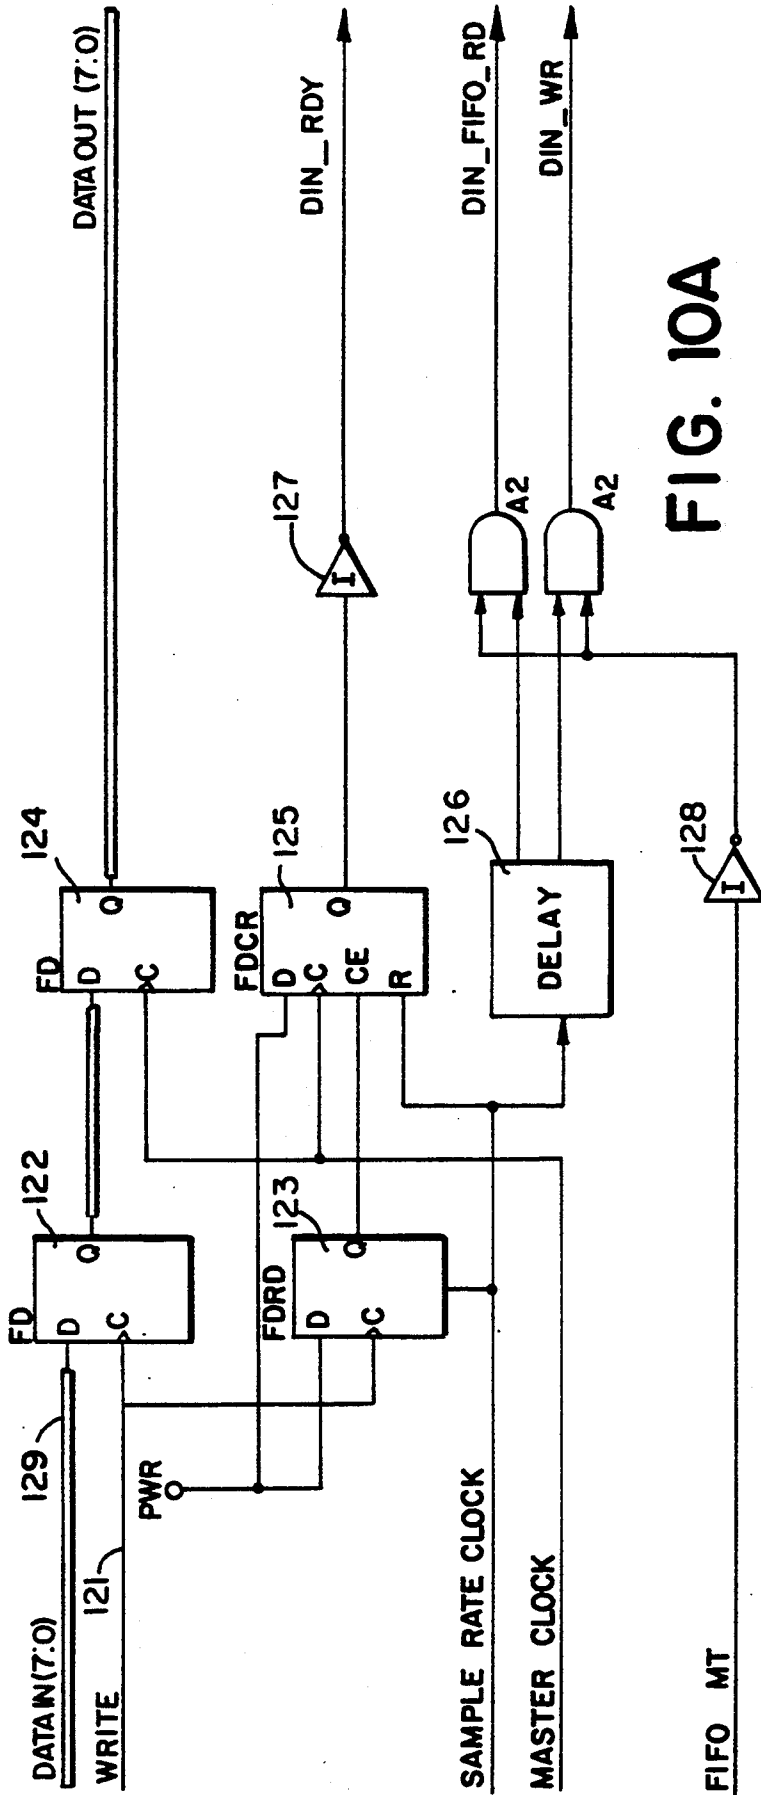 DATA IN (7:0)
129
WRITE
121
PWR
FD
122
D
Q
C
FD
124
D
Q
C
DATA OUT (7:0)
FDRD
123
D
Q
C
FDCR
125
D
C
CE
R
Q
127
I
DIN_RDY
SAMPLE RATE CLOCK
MASTER CLOCK
126
DELAY
A2
DIN_FIFO_RD
A2
DIN_WR
FIFO MT
128
I
FIG. 10A